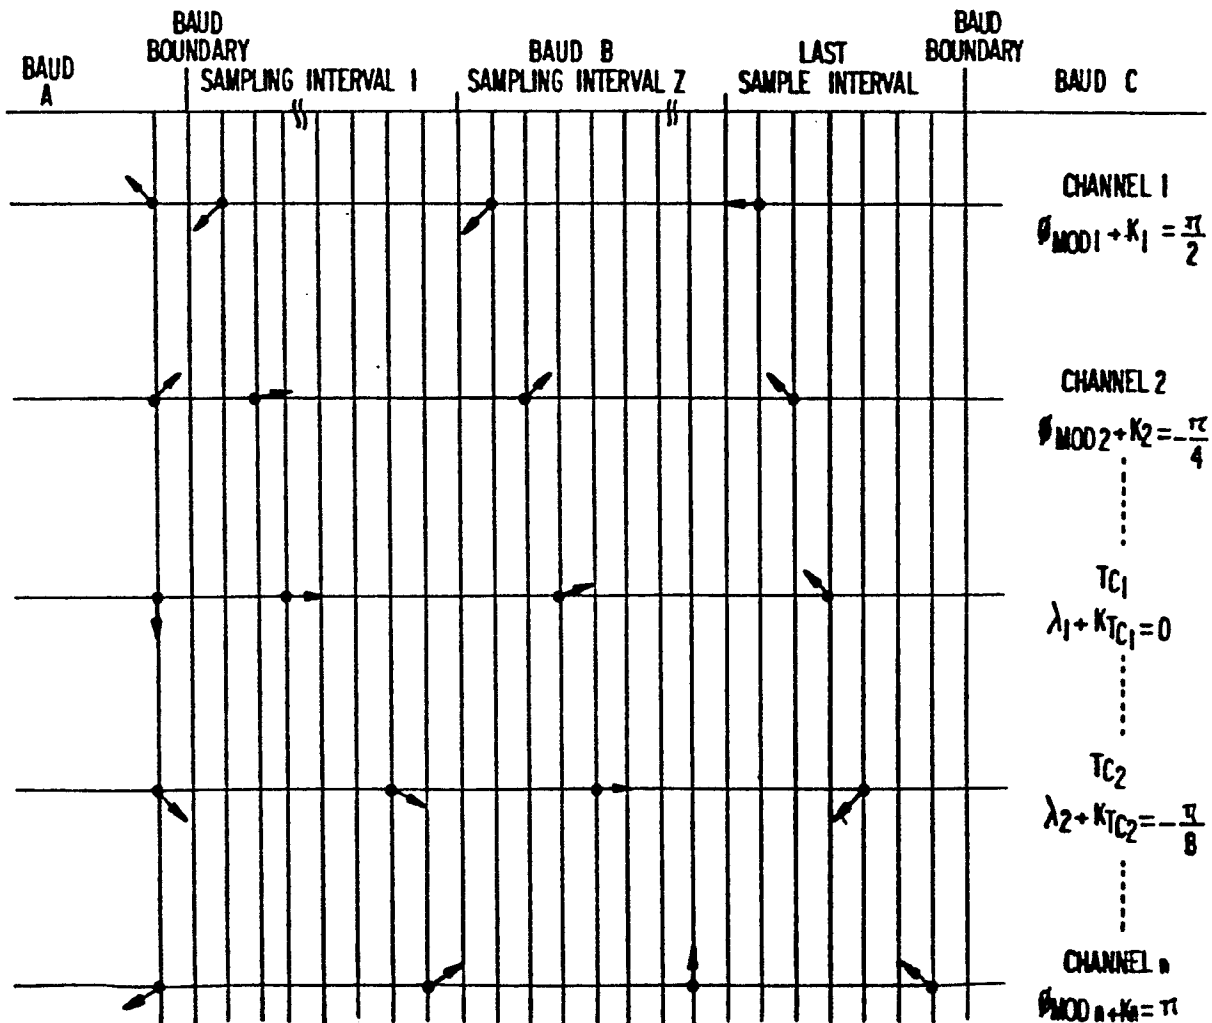 BAUD
A
BAUD
BOUNDARY
SAMPLING INTERVAL 1
BAUD B
SAMPLING INTERVAL Z
LAST
SAMPLE INTERVAL
BAUD
BOUNDARY
BAUD C
CHANNEL 1
ØMOD1 + K1 = π/2
CHANNEL 2
ØMOD2 + K2 = -π/4
TC1
λ1 + KTC1 = 0
TC2
λ2 + KTC2 = -π/8
CHANNEL n
ØMODn + Kn = π